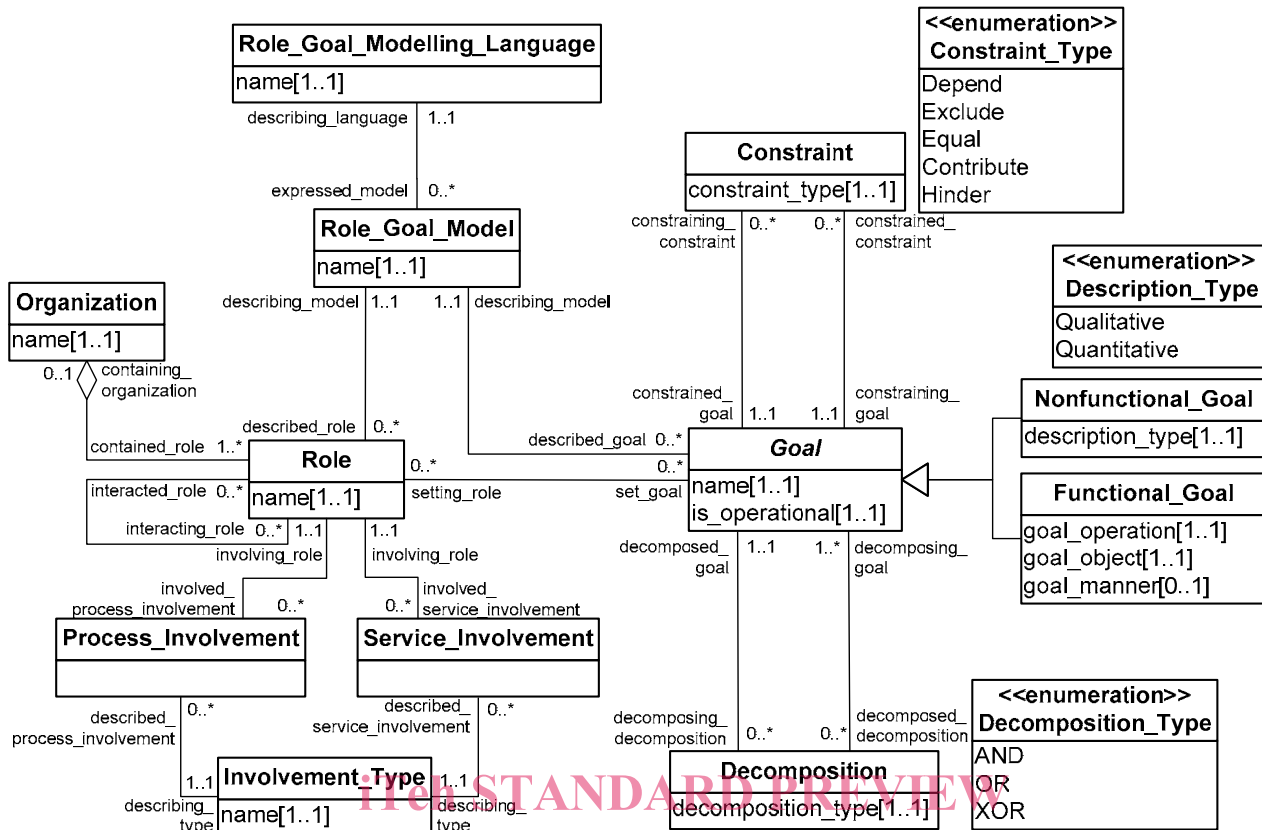 Role_Goal_Modelling_Language
name[1..1]
describing_language 1..1
expressed_model 0..*
Role_Goal_Model
name[1..1]
describing_model 1..1 1..1 describing_model
<<enumeration>>
Constraint_Type
Depend
Exclude
Equal
Contribute
Hinder
Constraint
constraint_type[1..1]
constraining_
constraint
0..* 0..*
constrained_
constraint
<<enumeration>>
Description_Type
Qualitative
Quantitative
Organization
name[1..1]
0..1
containing_
organization
contained_role 1..*
described_role 0..*
described_goal 0..*
constrained_
goal
1..1 1..1
constraining_
goal
Nonfunctional_Goal
description_type[1..1]
Functional_Goal
goal_operation[1..1]
goal_object[1..1]
goal_manner[0..1]
Role
name[1..1]
0..*
setting_role
0..*
set_goal
Goal
name[1..1]
is_operational[1..1]
interacted_role 0..*
interacting_role 0..*
1..1
involving_role
involving_role
decomposed_
goal
1..1 1..*
decomposing_
goal
involved_
process_involvement
0..* 0..*
involved_
service_involvement
Process_Involvement
Service_Involvement
described_
process_involvement
0..*
described_
service_involvement
0..*
decomposing_
decomposition
0..* 0..*
decomposed_
decomposition
<<enumeration>>
Decomposition_Type
AND
OR
XOR
1..1
describing_
type
Involvement_Type
name[1..1]
1..1
describing_
type
Decomposition
decomposition_type[1..1]
iTeh STANDARD PREVIEW